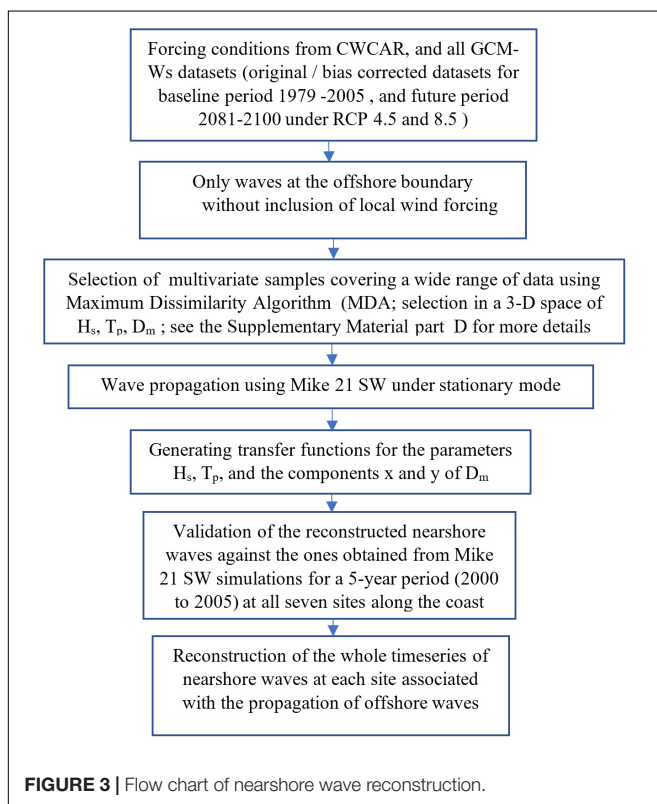 Forcing conditions from CWCAR, and all GCM-
Ws datasets (original / bias corrected datasets for
baseline period 1979 -2005 , and future period
2081-2100 under RCP 4.5 and 8.5 )
Only waves at the offshore boundary
without inclusion of local wind forcing
Selection of multivariate samples covering a wide range of data using
Maximum Dissimilarity Algorithm (MDA; selection in a 3-D space of
Hs, Tp, Dm ; see the Supplementary Material part D for more details
Wave propagation using Mike 21 SW under stationary mode
Generating transfer functions for the parameters
Hs, Tp, and the components x and y of Dm
Validation of the reconstructed nearshore
waves against the ones obtained from Mike
21 SW simulations for a 5-year period (2000
to 2005) at all seven sites along the coast
Reconstruction of the whole timeseries of
nearshore waves at each site associated
with the propagation of offshore waves
FIGURE 3 | Flow chart of nearshore wave reconstruction.